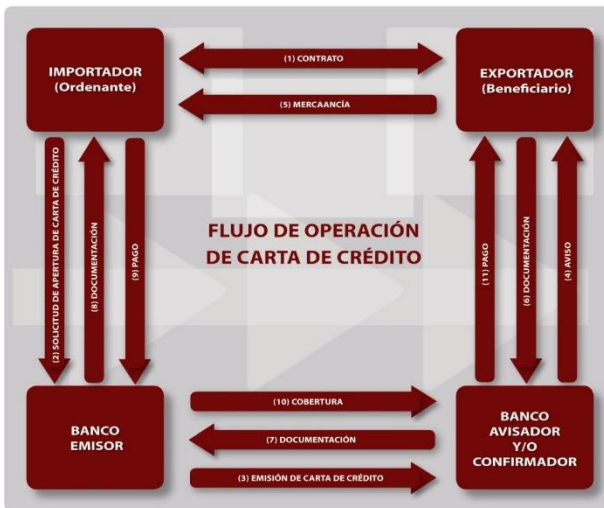 IMPORTADOR
(Ordenante)
(1) CONTRATO
EXPORTADOR
(Beneficiario)
(5) MERCAANCÍA
(2) SOLICITUD DE APERTURA DE CARTA DE CRÉDITO
(8) DOCUMENTACIÓN
(9) PAGO
FLUJO DE OPERACIÓN
DE CARTA DE CRÉDITO
(11) PAGO
(6) DOCUMENTACIÓN
(4) AVISO
BANCO
EMISOR
(10) COBERTURA
(7) DOCUMENTACIÓN
(3) EMISIÓN DE CARTA DE CRÉDITO
BANCO
AVISADOR
Y/O
CONFIRMADOR